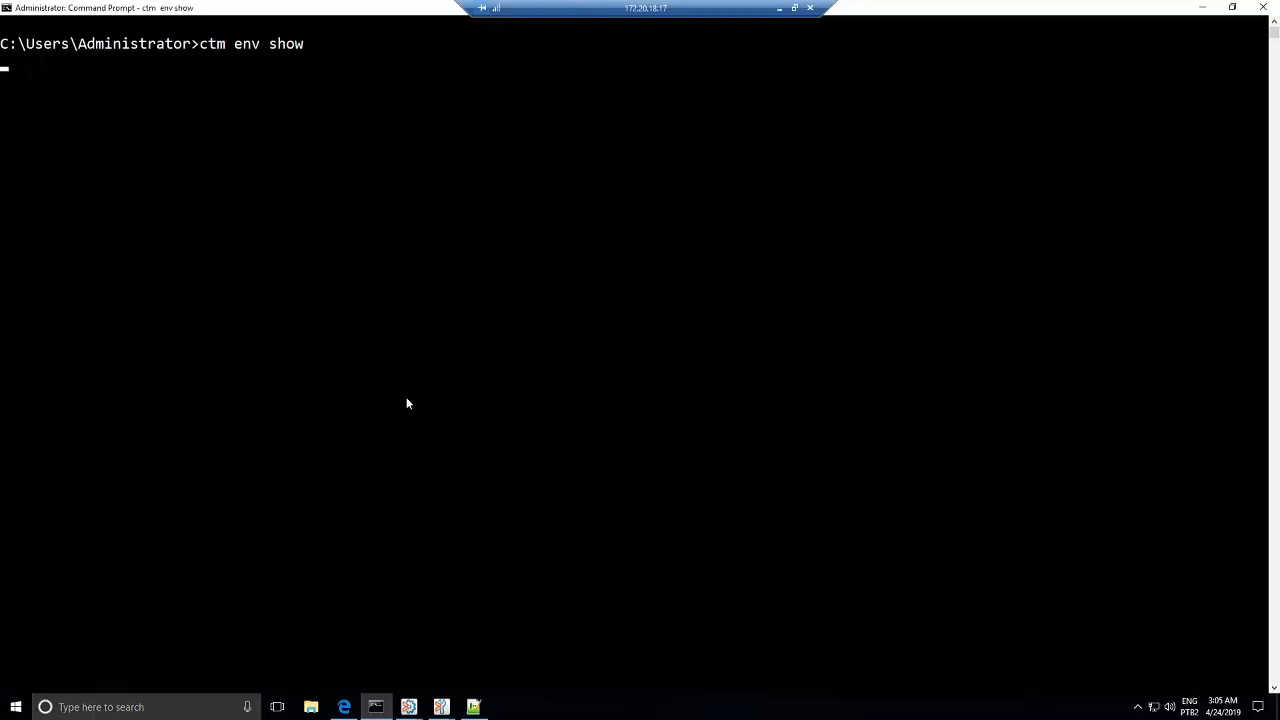 Administrator: Command Prompt - ctm env show
172.20.18.17
C:\Users\Administrator>ctm env show
Type here to search
ENG
PTB2
3:05 AM
4/24/2019